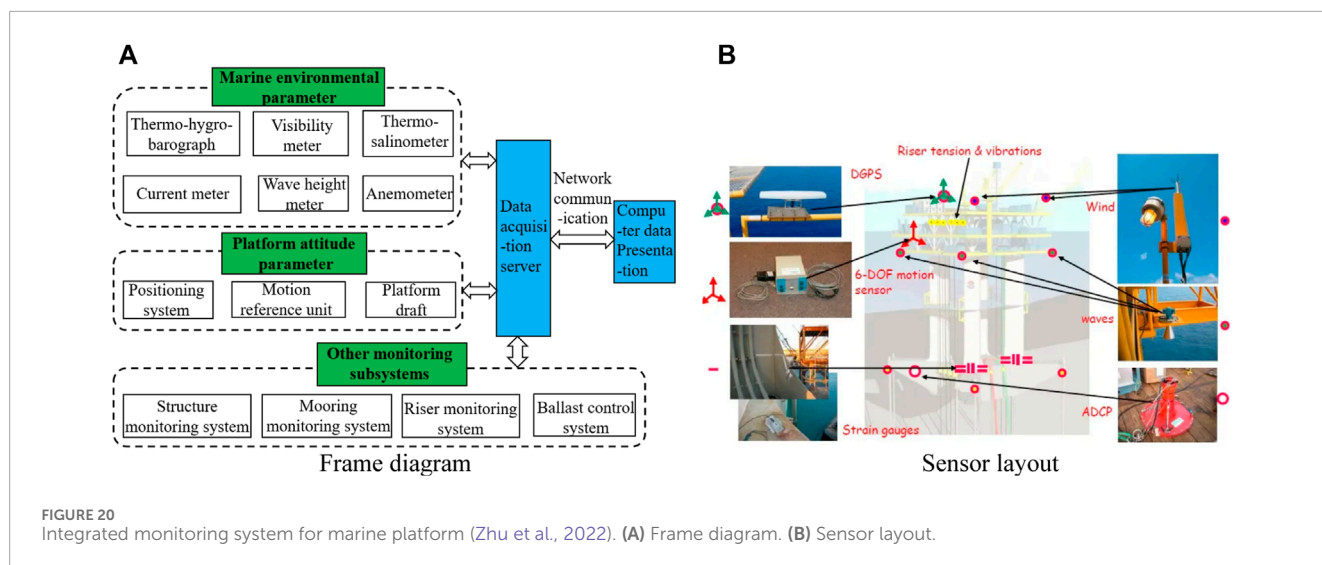 A
Marine environmental
parameter
Thermo-hygro-
barograph
Visibility
meter
Thermo-
salinometer
Current meter
Wave height
meter
Anemometer
Platform attitude
parameter
Positioning
system
Motion
reference unit
Platform
draft
Other monitoring
subsystems
Structure
monitoring system
Mooring
monitoring system
Riser monitoring
system
Ballast control
system
Data
acquisi
-tion
server
Network
commun
-ication
Compu
-ter data
Presenta
-tion
Frame diagram
B
Riser tension & vibrations
DGPS
Wind
6-DOF motion
sensor
waves
ADCP
Strain gauges
Sensor layout
FIGURE 20
Integrated monitoring system for marine platform (Zhu et al., 2022). (A) Frame diagram. (B) Sensor layout.